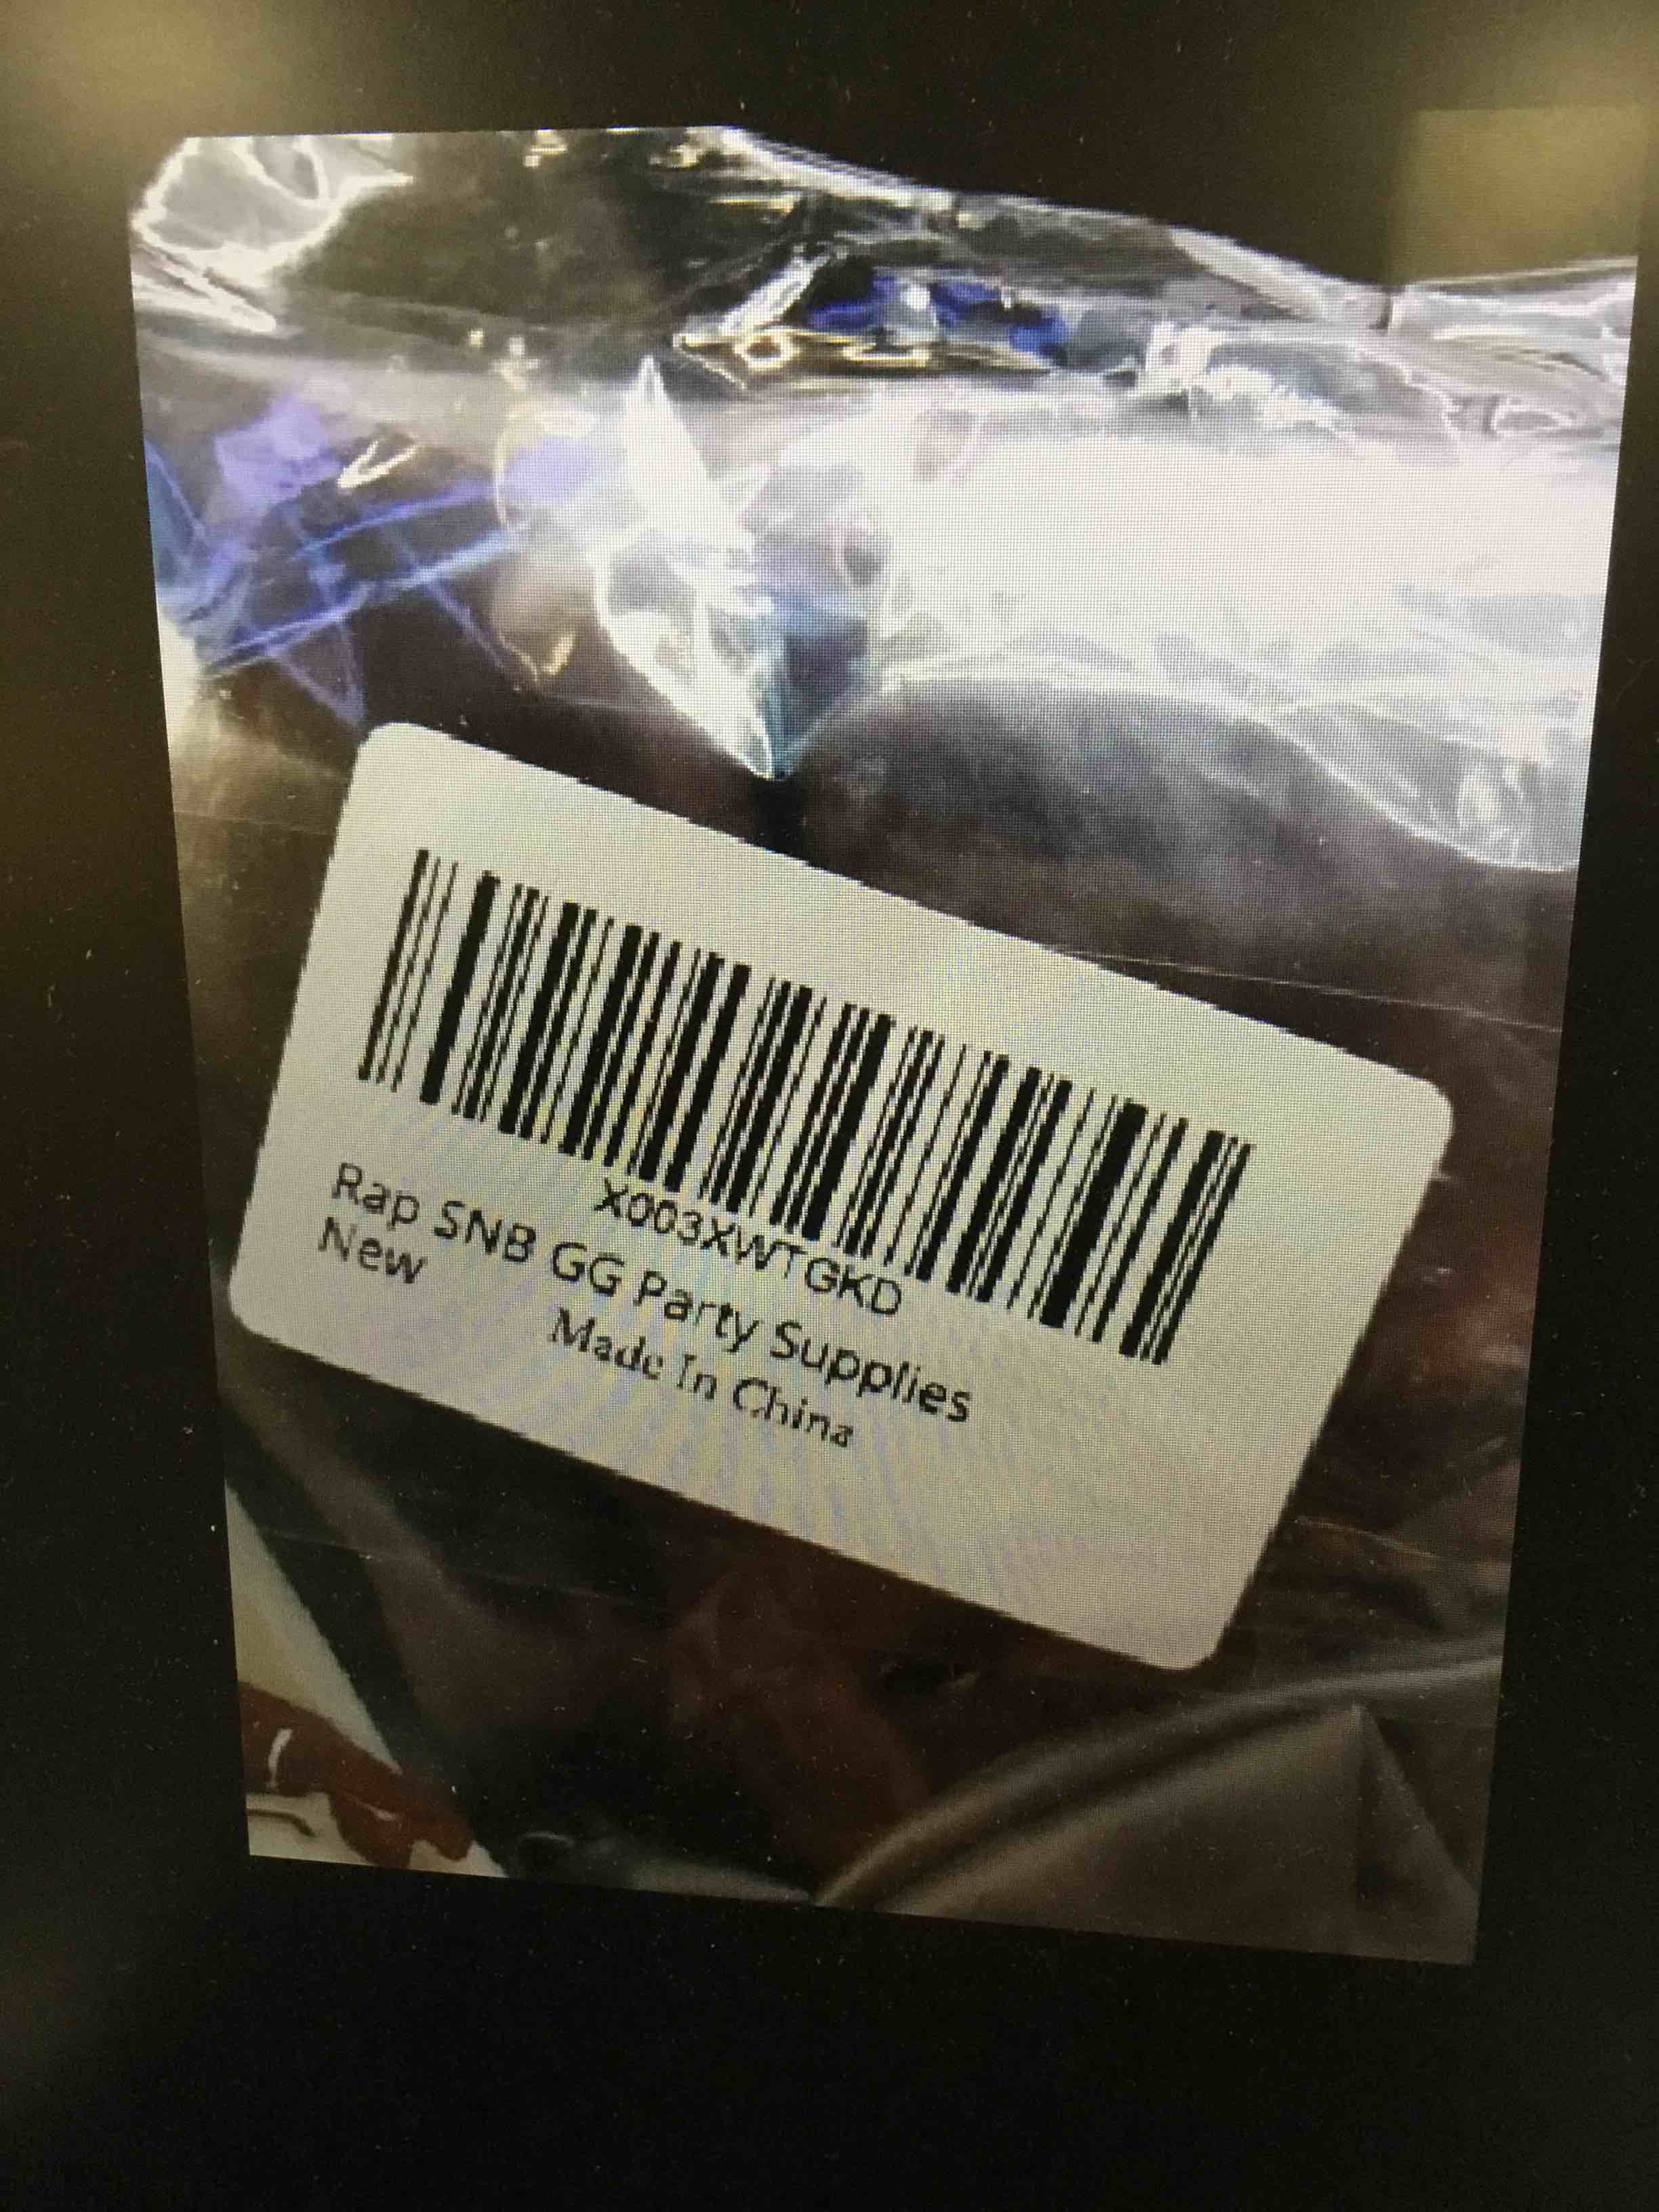 X003XWTGKD
Rap SNB GG Party Supplies
New
Made In China